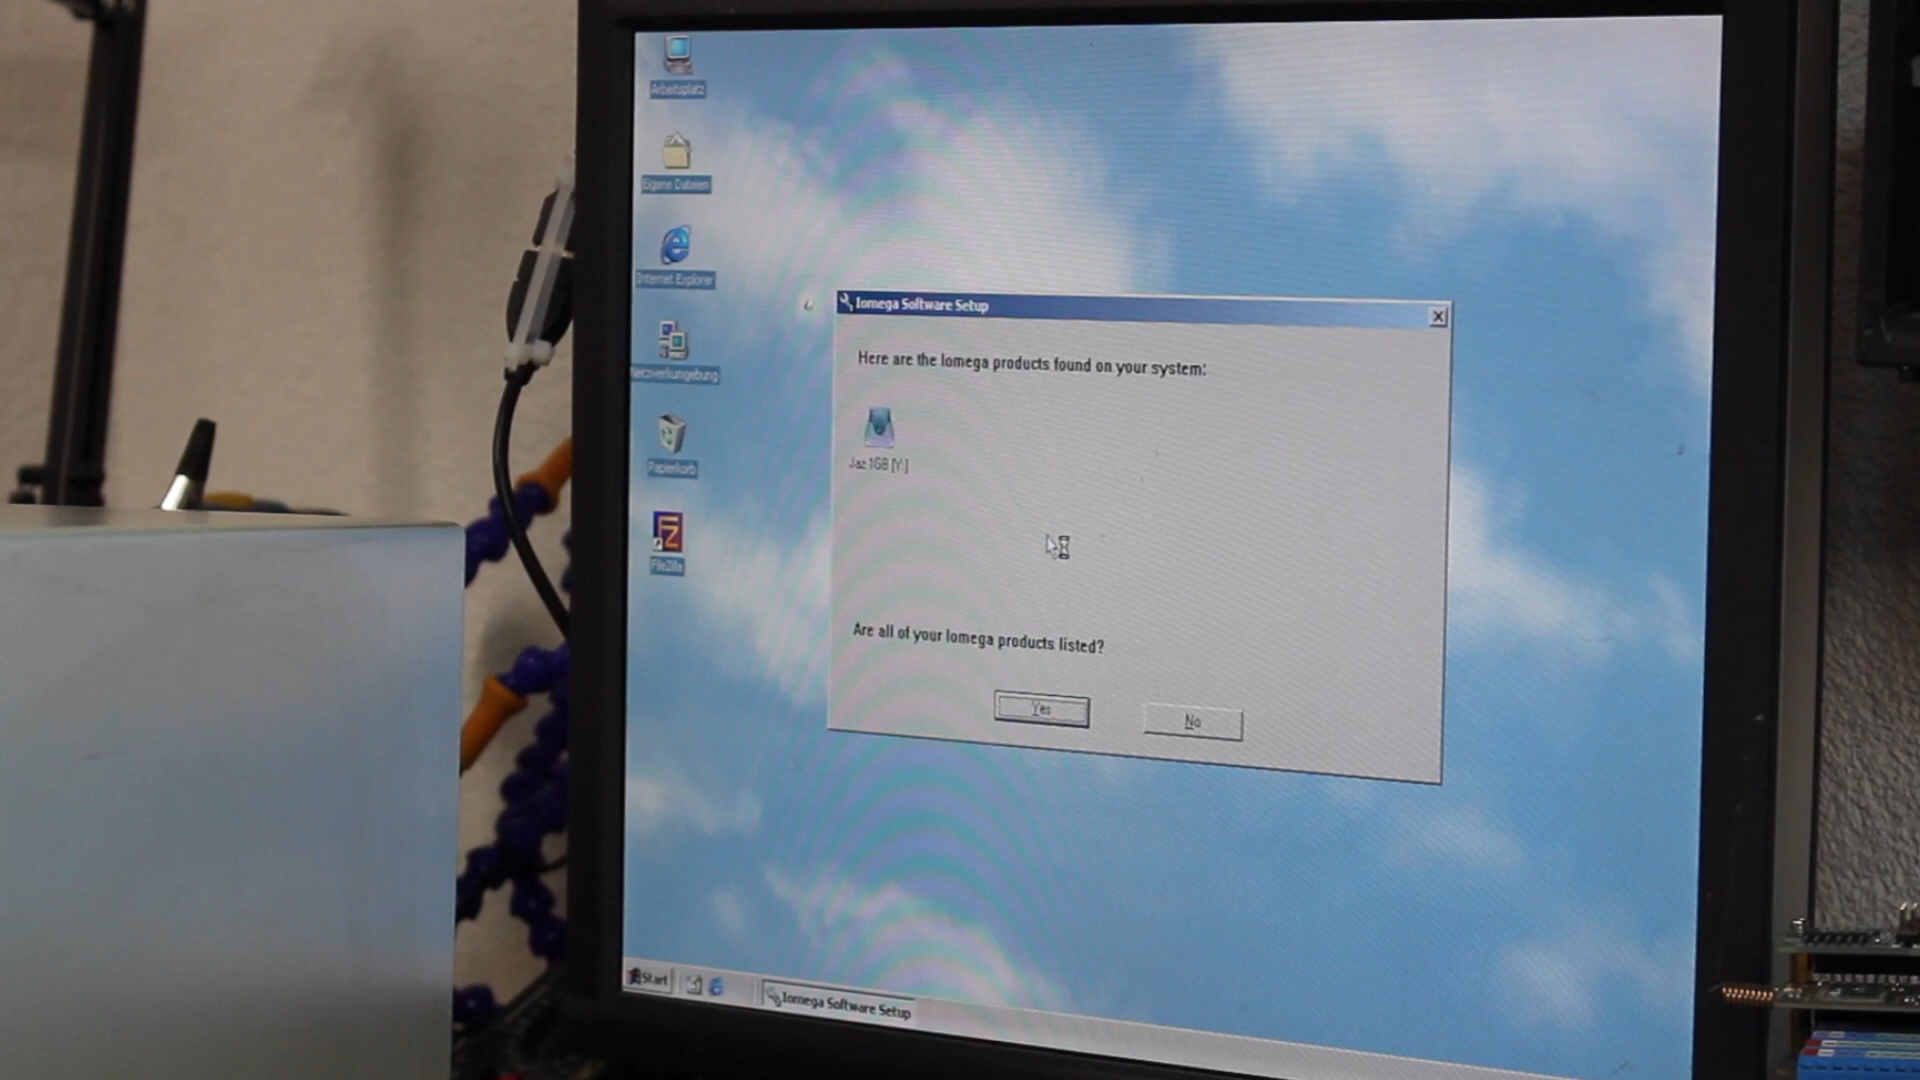 Arbeitsplatz
Eigene Dateien
Internet Explorer
Netzwerkumgebung
Papierkorb
FileZilla
Iomega Software Setup
Here are the Iomega products found on your system:
Jaz 1GB [Y:]
Are all of your Iomega products listed?
Yes
No
Start
Iomega Software Setup